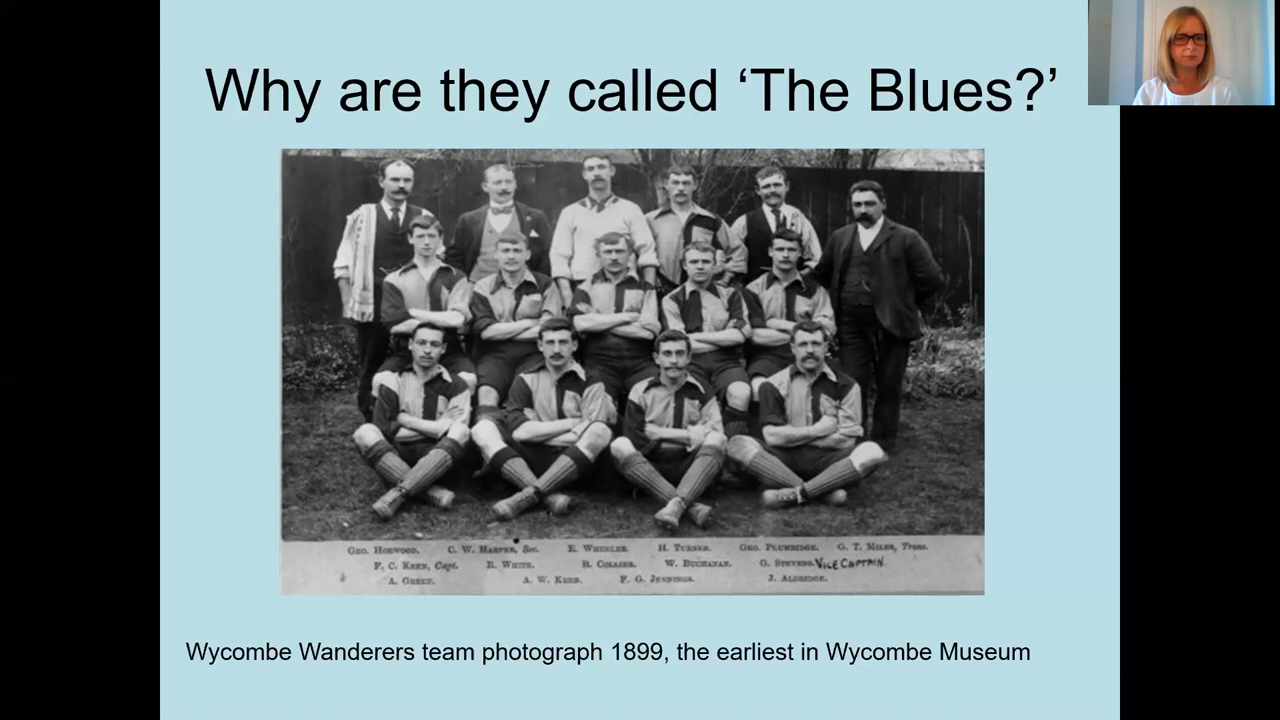 Why are they called ‘The Blues?’
Geo. Horwood. C. W. Harper, Sec. E. Wheeler H. Turner. Geo. Plumridge. G. T. Miles, Treas.
F. C. Keen, Capt. R. White. R. Collier. W. Buchanan. G. Stevens. VICE CAPTAIN.
A. Green. A. W. Keen. F. G. Jennings. J. Aldridge.
Wycombe Wanderers team photograph 1899, the earliest in Wycombe Museum